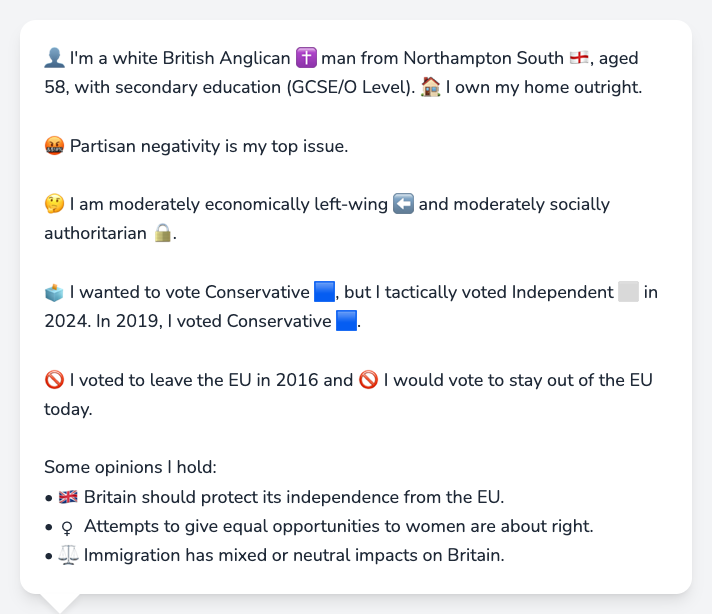 👤 I'm a white British Anglican ✝️ man from Northampton South 🏴󠁧󠁢󠁥󠁮󠁧󠁿, aged
58, with secondary education (GCSE/O Level). 🏠 I own my home outright.
🤬 Partisan negativity is my top issue.
🤔 I am moderately economically left-wing ⬅️ and moderately socially
authoritarian 🔒.
🗳️ I wanted to vote Conservative 🟦, but I tactically voted Independent ⬜ in
2024. In 2019, I voted Conservative 🟦.
🚫 I voted to leave the EU in 2016 and 🚫 I would vote to stay out of the EU
today.
Some opinions I hold:
• 🇬🇧 Britain should protect its independence from the EU.
• ♀ Attempts to give equal opportunities to women are about right.
• ⚖️ Immigration has mixed or neutral impacts on Britain.